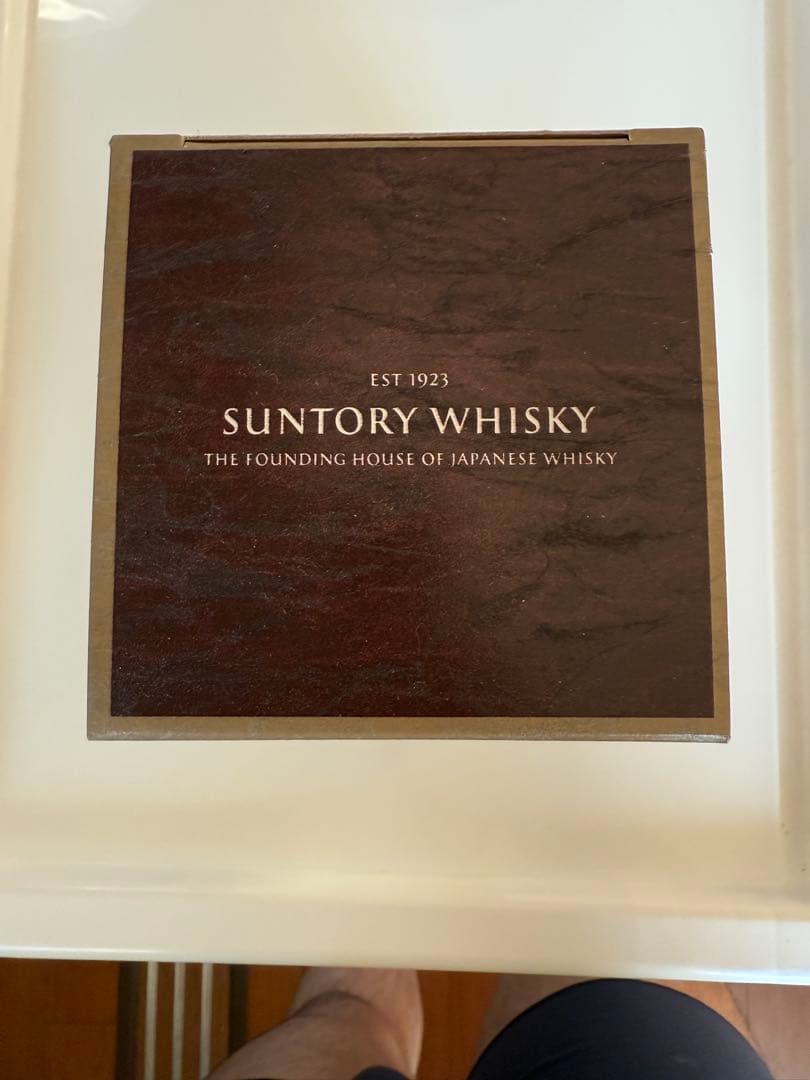 EST 1923
SUNTORY WHISKY
THE FOUNDING HOUSE OF JAPANESE WHISKY